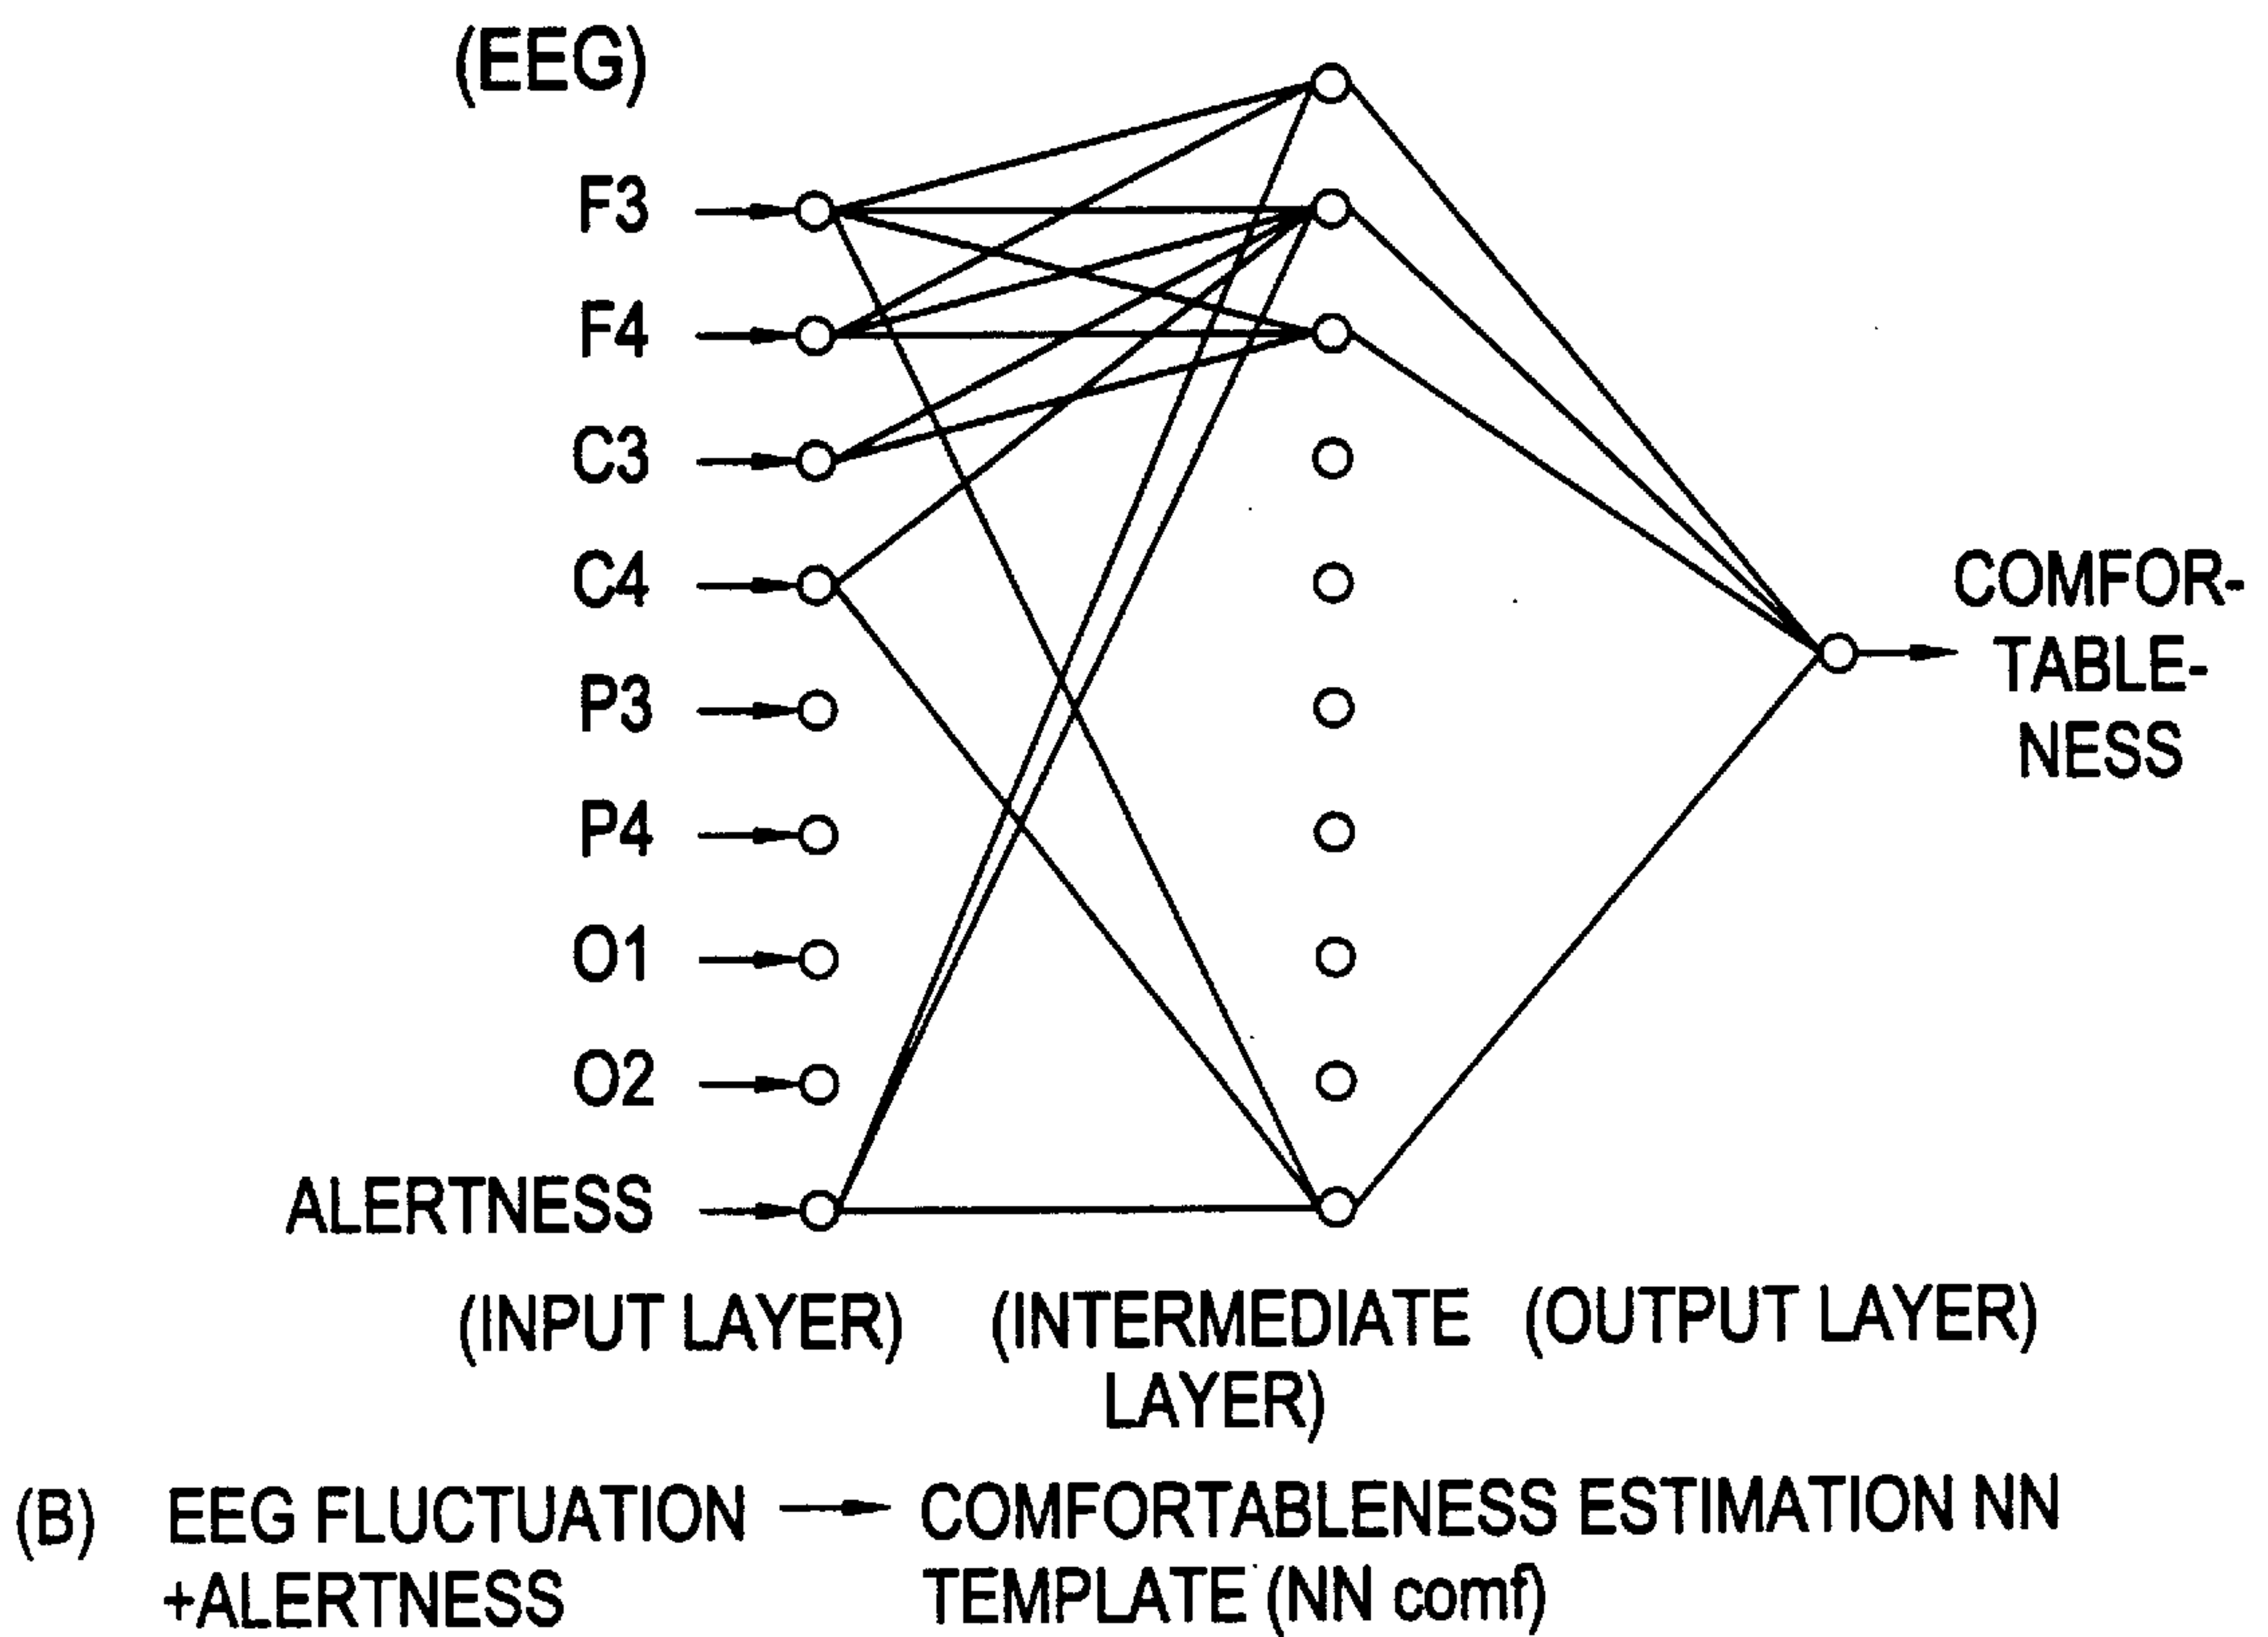 (EEG)
F3
F4
C3
C4
P3
P4
O1
O2
ALERTNESS
COMFOR-
TABLE-
NESS
(INPUT LAYER)
(INTERMEDIATE
LAYER)
(OUTPUT LAYER)
(B) EEG FLUCTUATION → COMFORTABLENESS ESTIMATION NN
+ALERTNESS TEMPLATE (NN comf)